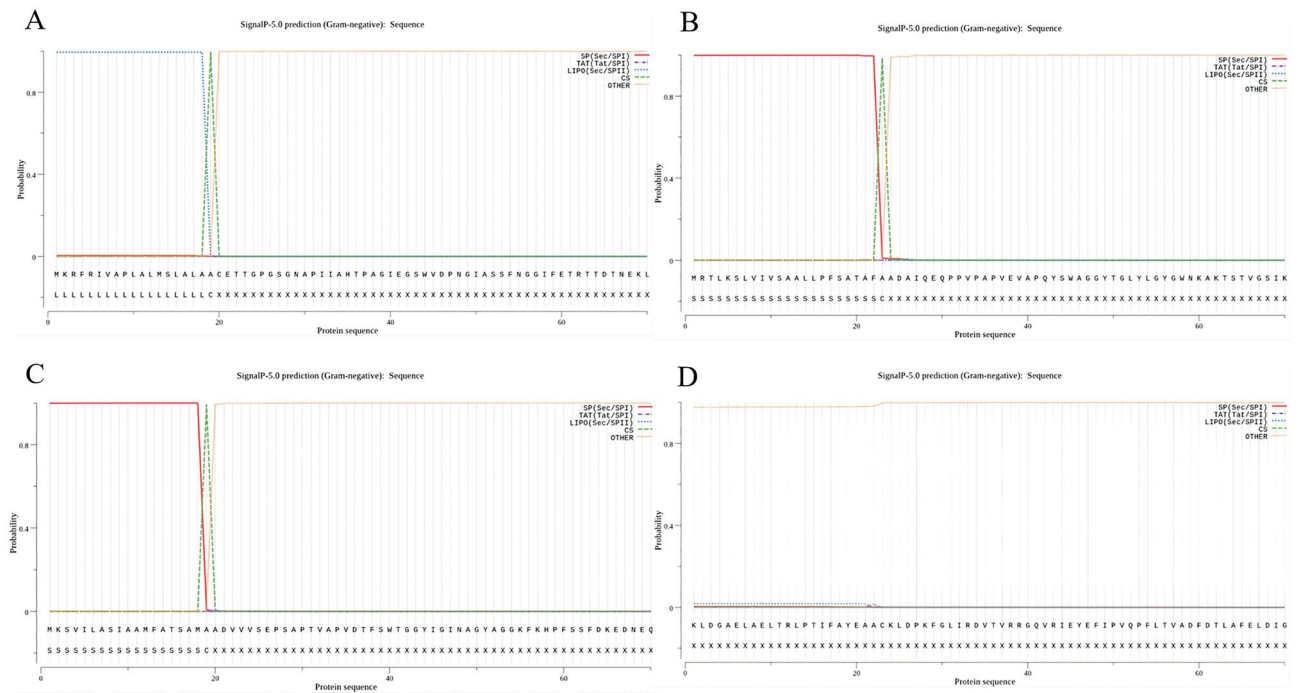 A
SignalP-5.0 prediction (Gram-negative): Sequence
SP(Sec/SPI)
TAT(Tat/SPI)
LIPO(Sec/SPII)
CS
OTHER
0.8
0.4
0
Probability
M K R F R I V A P L A L M S L A L A A C E T T G P G S G N A P I I A H T P A G I E G S W V D P N G I A S S F N G G I F E T R T T D T N E K L
L L L L L L L L L L L L L L L L L L C X X X X X X X X X X X X X X X X X X X X X X X X X X X X X X X X X X X X X X X X X X X X X X X X X X X
0 20 40 60
Protein sequence
B
SignalP-5.0 prediction (Gram-negative): Sequence
SP(Sec/SPI)
TAT(Tat/SPI)
LIPO(Sec/SPII)
CS
OTHER
0.8
0.4
0
Probability
M R T L K S L V I V S A A L L P F S A T A F A A D A I Q E Q P P V P A P V E V A P Q Y S W A G G Y T G L Y L G Y G W N K A K T S T V G S I K
S S S S S S S S S S S S S S S S S S S S S S C X X X X X X X X X X X X X X X X X X X X X X X X X X X X X X X X X X X X X X X X X X X X X X X
0 20 40 60
Protein sequence
C
SignalP-5.0 prediction (Gram-negative): Sequence
SP(Sec/SPI)
TAT(Tat/SPI)
LIPO(Sec/SPII)
CS
OTHER
0.8
0.4
0
Probability
M K S V I L A S I A A M F A T S A M A A D V V V S E P S A P T V A P V D T F S W T G G Y I G I N A G Y A G G K F K H P F S S F D K E D N E Q
S S S S S S S S S S S S S S S S S S C X X X X X X X X X X X X X X X X X X X X X X X X X X X X X X X X X X X X X X X X X X X X X X X X X X X
0 20 40 60
Protein sequence
D
SignalP-5.0 prediction (Gram-negative): Sequence
SP(Sec/SPI)
TAT(Tat/SPI)
LIPO(Sec/SPII)
CS
OTHER
0.8
0.4
0
Probability
K L D G A E L A E L T R L P T I F A Y E A A C K L D P K F G L I R D V T V R R G Q V R I E Y E F I P V Q P F L T V A D F D T L A F E L D I G
X X X X X X X X X X X X X X X X X X X X X X X X X X X X X X X X X X X X X X X X X X X X X X X X X X X X X X X X X X X X X X X X X X X X X X
0 20 40 60
Protein sequence